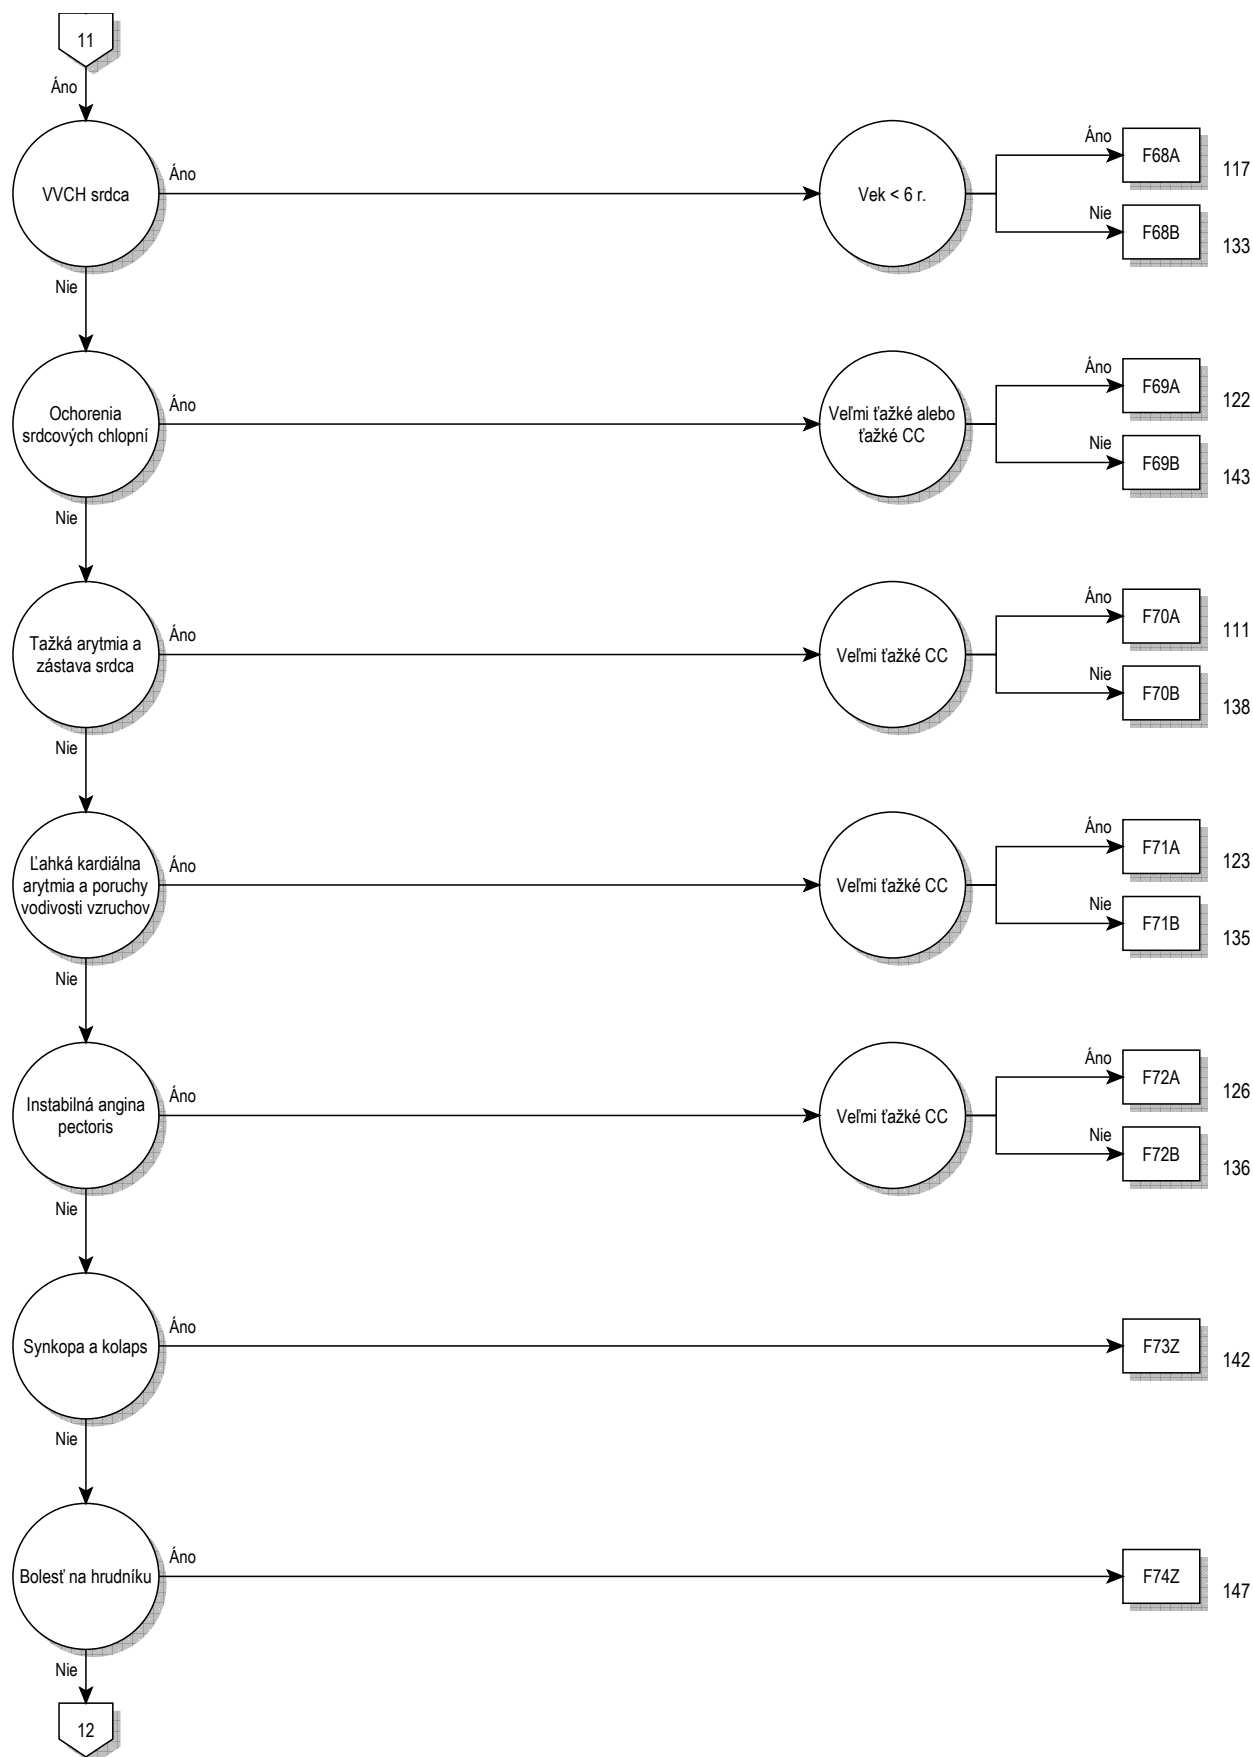 11
Áno
VVCH srdca
Áno
Vek < 6 r.
Áno
F68A
117
Nie
F68B
133
Nie
Ochorenia
srdcových chlopní
Áno
Veľmi ťažké alebo
ťažké CC
Áno
F69A
122
Nie
F69B
143
Nie
Tažká arytmia a
zástava srdca
Áno
Veľmi ťažké CC
Áno
F70A
111
Nie
F70B
138
Nie
Ľahká kardiálna
arytmia a poruchy
vodivosti vzruchov
Áno
Veľmi ťažké CC
Áno
F71A
123
Nie
F71B
135
Nie
Instabilná angina
pectoris
Áno
Veľmi ťažké CC
Áno
F72A
126
Nie
F72B
136
Nie
Synkopa a kolaps
Áno
F73Z
142
Nie
Bolesť na hrudníku
Áno
F74Z
147
Nie
12